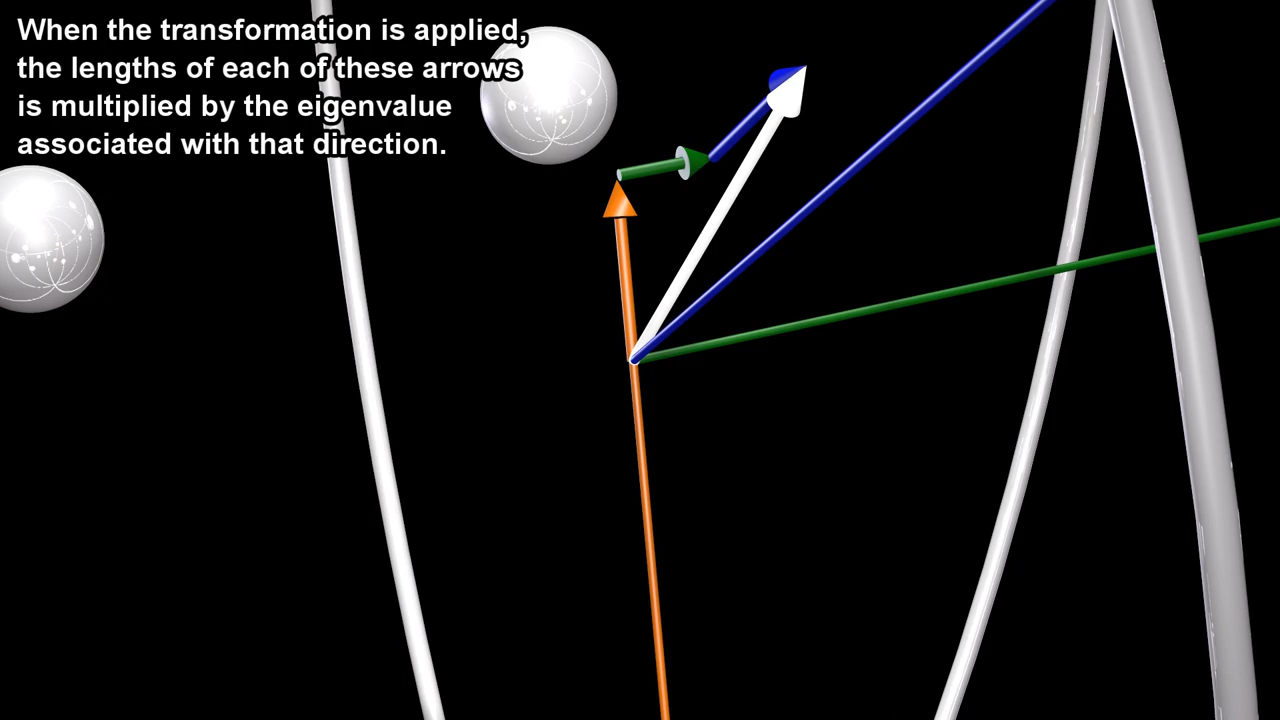 When the transformation is applied,
the lengths of each of these arrows
is multiplied by the eigenvalue
associated with that direction.